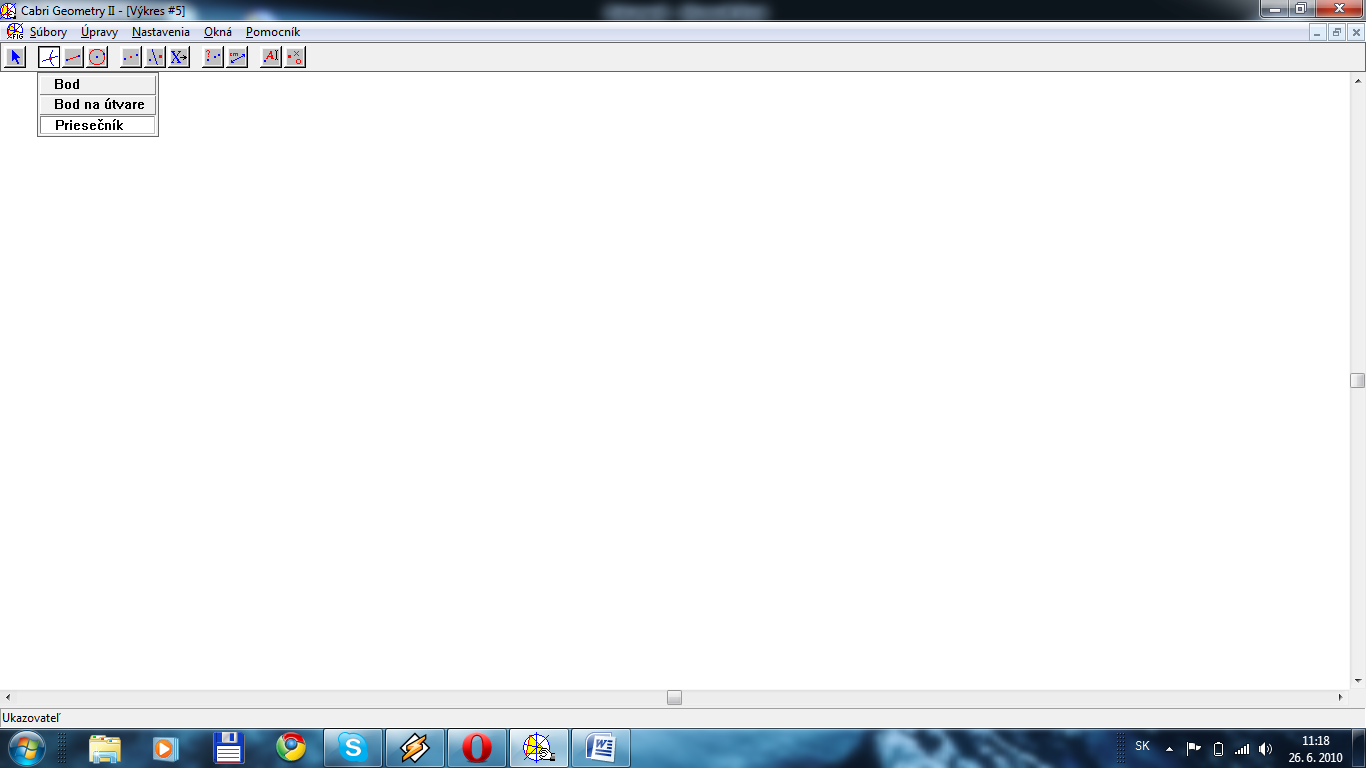 Cabri Geometry II - [Výkres #5]
Súbory Úpravy Nastavenia Okná Pomocník
Bod
Bod na útvare
Priesečník
Ukazovateľ
SK
11:18
26. 6. 2010